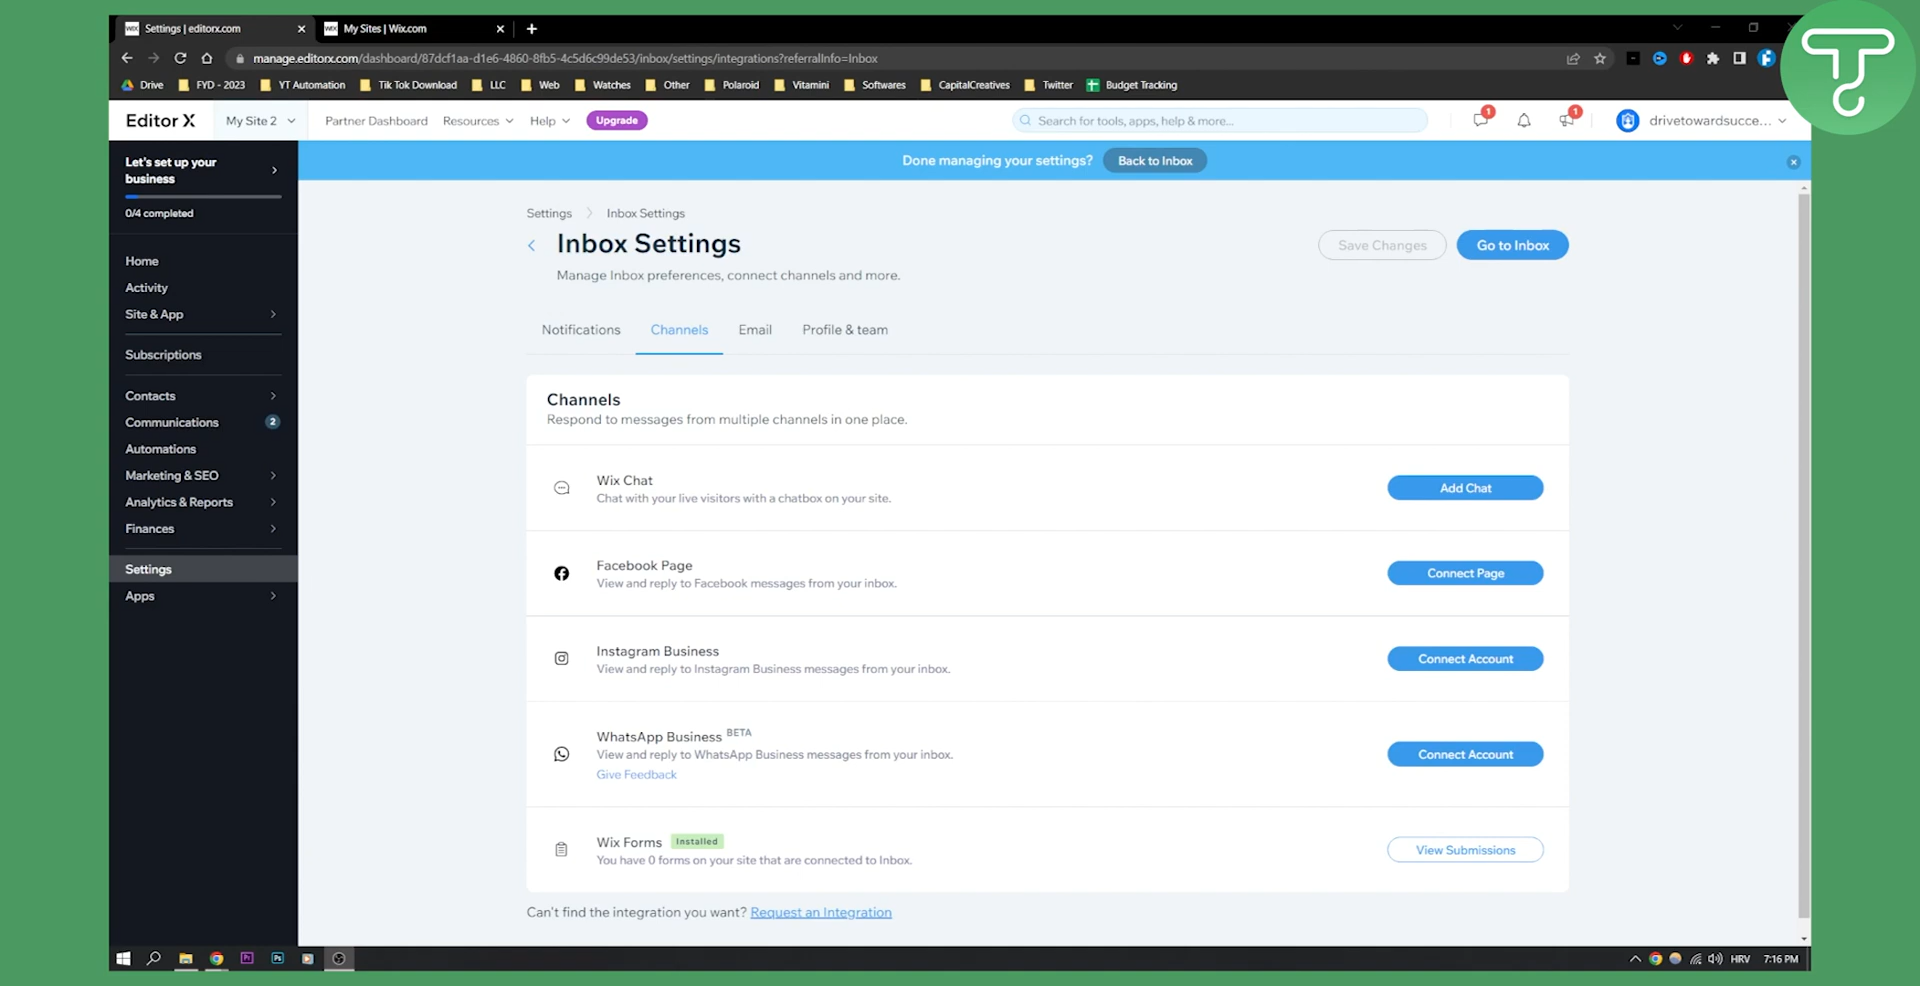 Settings | editorx.com
My Sites | Wix.com
manage.editorx.com/dashboard/87dcf1aa-d1e6-4860-8fb5-4c5d6c99de53/inbox/settings/integrations?referralInfo=Inbox
Drive
FYD - 2023
YT Automation
Tik Tok Download
LLC
Web
Watches
Other
Polaroid
Vitamini
Softwares
CapitalCreatives
Twitter
Budget Tracking
Editor X
My Site 2
Partner Dashboard
Resources
Help
Upgrade
Search for tools, apps, help & more...
1
1
drivetowardsucce...
Let's set up your
business
0/4 completed
Home
Activity
Site & App
Subscriptions
Contacts
Communications 2
Automations
Marketing & SEO
Analytics & Reports
Finances
Settings
Apps
Done managing your settings? Back to Inbox
Settings > Inbox Settings
Inbox Settings
Manage Inbox preferences, connect channels and more.
Save Changes
Go to Inbox
Notifications
Channels
Email
Profile & team
Channels
Respond to messages from multiple channels in one place.
Wix Chat
Chat with your live visitors with a chatbox on your site.
Add Chat
Facebook Page
View and reply to Facebook messages from your inbox.
Connect Page
Instagram Business
View and reply to Instagram Business messages from your inbox.
Connect Account
WhatsApp Business BETA
View and reply to WhatsApp Business messages from your inbox.
Give Feedback
Connect Account
Wix Forms Installed
You have 0 forms on your site that are connected to Inbox.
View Submissions
Can't find the integration you want? Request an Integration
HRV
7:16 PM